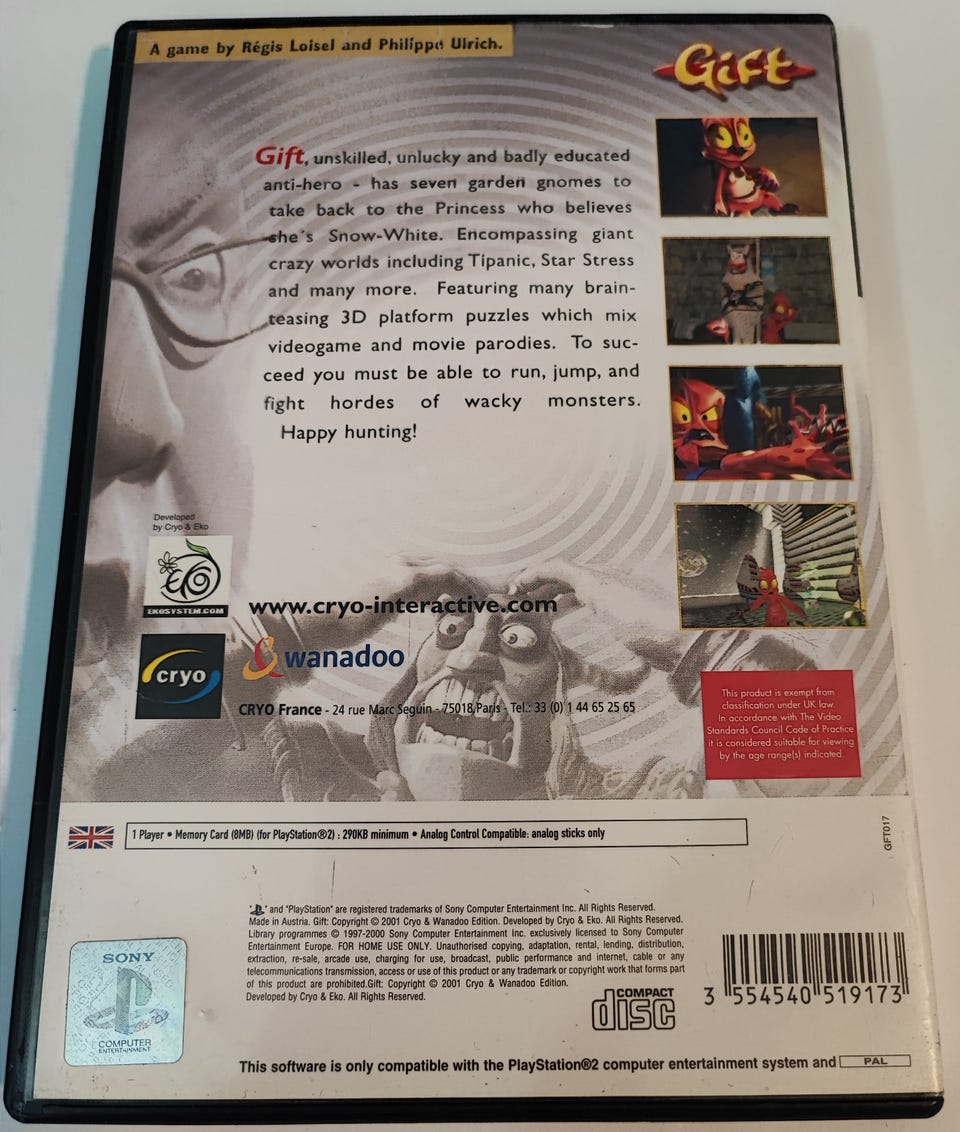 A game by Régis Loisel and Philippe Ulrich.
Gift
Gift, unskilled, unlucky and badly educated
anti-hero - has seven garden gnomes to
take back to the Princess who believes
she's Snow-White. Encompassing giant
crazy worlds including Tipanic, Star Stress
and many more. Featuring many brain-
teasing 3D platform puzzles which mix
videogame and movie parodies. To suc-
ceed you must be able to run, jump, and
fight hordes of wacky monsters.
Happy hunting!
Developed
by Cryo & Eko
EKO
EKOSYSTEM.COM
www.cryo-interactive.com
cryo
wanadoo
CRYO France - 24 rue Marc Seguin - 75018 Paris - Tel.: 33 (0) 1 44 65 25 65
This product is exempt from
classification under UK law.
In accordance with The Video
Standards Council Code of Practice
it is considered suitable for viewing
by the age range(s) indicated.
1 Player • Memory Card (8MB) (for PlayStation®2) : 290KB minimum • Analog Control Compatible: analog sticks only
GFT017
" " and "PlayStation" are registered trademarks of Sony Computer Entertainment Inc. All Rights Reserved.
Made in Austria. Gift: Copyright © 2001 Cryo & Wanadoo Edition. Developed by Cryo & Eko. All Rights Reserved.
Library programmes © 1997-2000 Sony Computer Entertainment Inc. exclusively licensed to Sony Computer
Entertainment Europe. FOR HOME USE ONLY. Unauthorised copying, adaptation, rental, lending, distribution,
extraction, re-sale, arcade use, charging for use, broadcast, public performance and internet, cable or any
telecommunications transmission, access or use of this product or any trademark or copyright work that forms part
of this product are prohibited.Gift: Copyright © 2001 Cryo & Wanadoo Edition.
Developed by Cryo & Eko. All Rights Reserved.
SONY
COMPUTER
ENTERTAINMENT
COMPACT
disc
3 554540 519173
This software is only compatible with the PlayStation®2 computer entertainment system and PAL